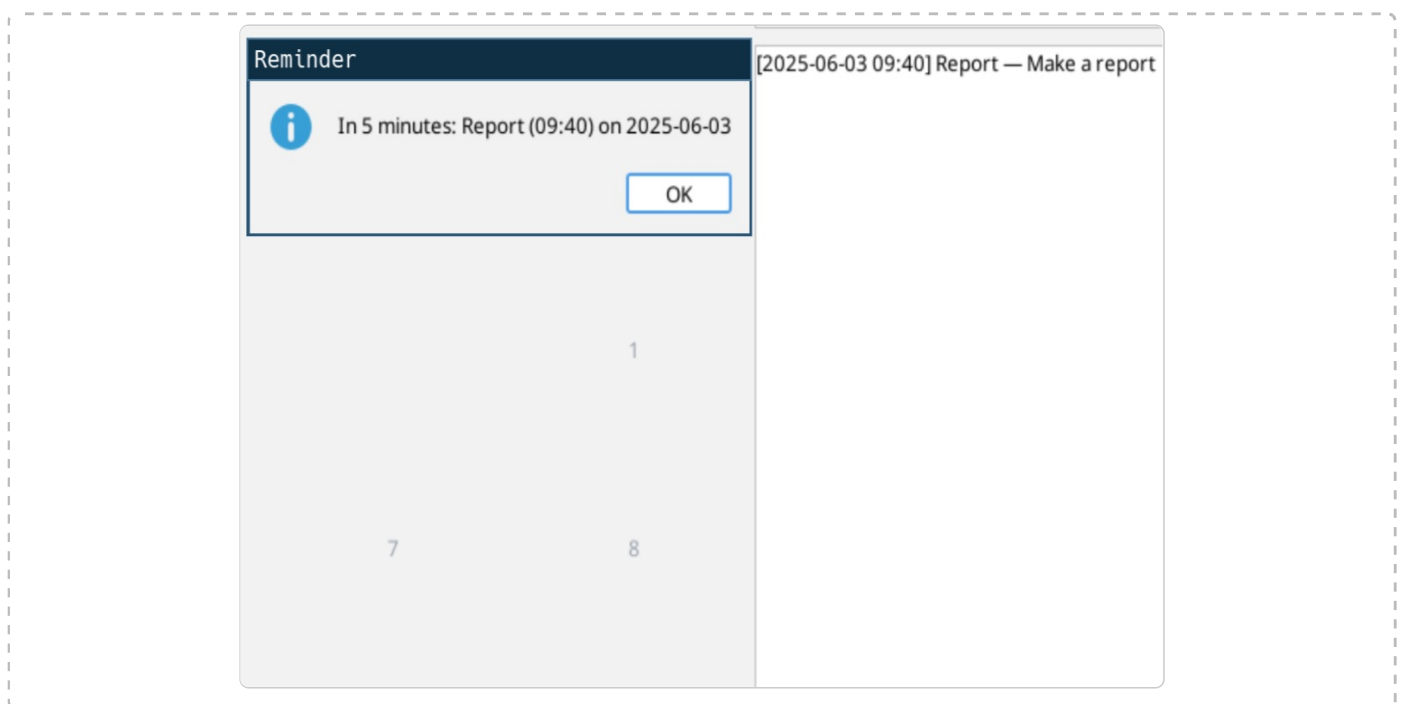 Reminder
[2025-06-03 09:40] Report — Make a report
In 5 minutes: Report (09:40) on 2025-06-03
OK
1
7 8